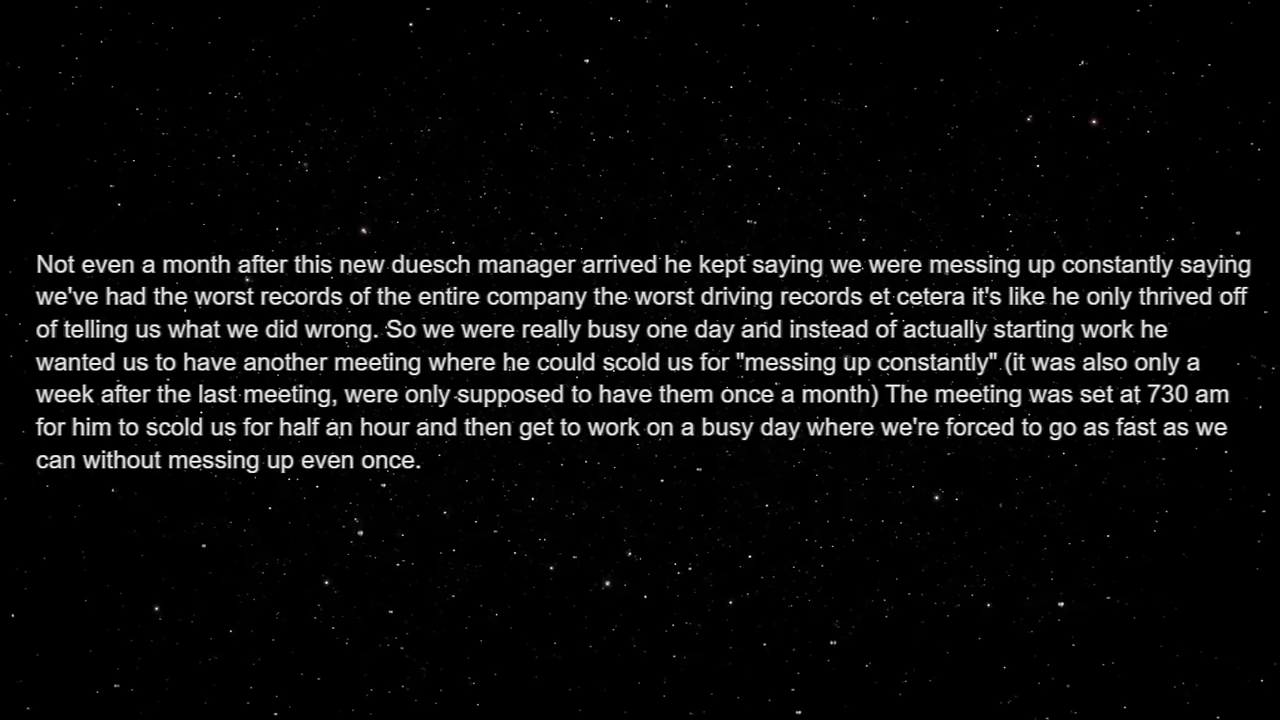 Not even a month after this new duesch manager arrived he kept saying we were messing up constantly saying
we've had the worst records of the entire company the worst driving records et cetera it's like he only thrived off
of telling us what we did wrong. So we were really busy one day and instead of actually starting work he
wanted us to have another meeting where he could scold us for "messing up constantly" (it was also only a
week after the last meeting, were only supposed to have them once a month) The meeting was set at 730 am
for him to scold us for half an hour and then get to work on a busy day where we're forced to go as fast as we
can without messing up even once.